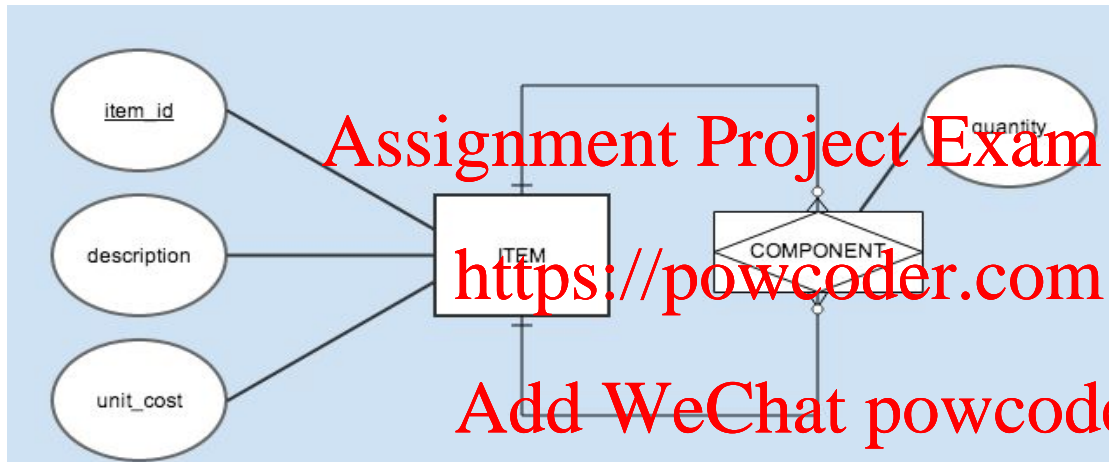 item_id
quantity
Assignment Project Exam
description
ITEM
COMPONENT
https://powcoder.com
unit_cost
Add WeChat powcode